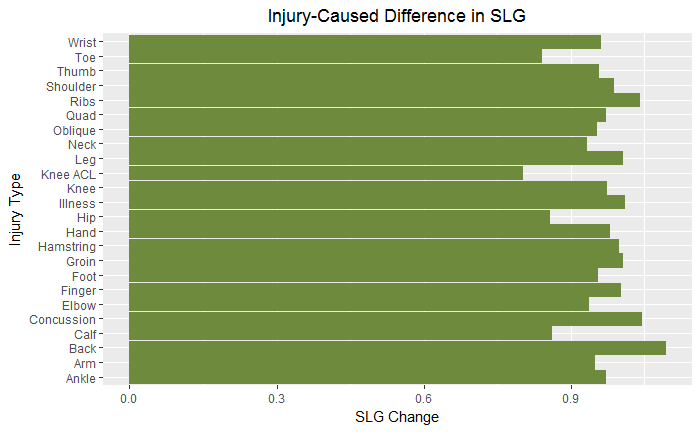 Injury-Caused Difference in SLG
Injury Type
Wrist
Toe
Thumb
Shoulder
Ribs
Quad
Oblique
Neck
Leg
Knee ACL
Knee
Illness
Hip
Hand
Hamstring
Groin
Foot
Finger
Elbow
Concussion
Calf
Back
Arm
Ankle
0.0 0.3 0.6 0.9
SLG Change